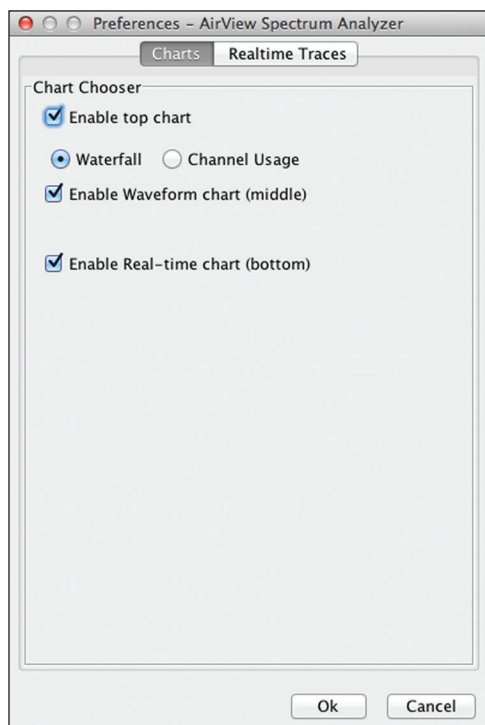 Preferences – AirView Spectrum Analyzer
Charts Realtime Traces
Chart Chooser
Enable top chart
Waterfall Channel Usage
Enable Waveform chart (middle)
Enable Real-time chart (bottom)
Ok Cancel